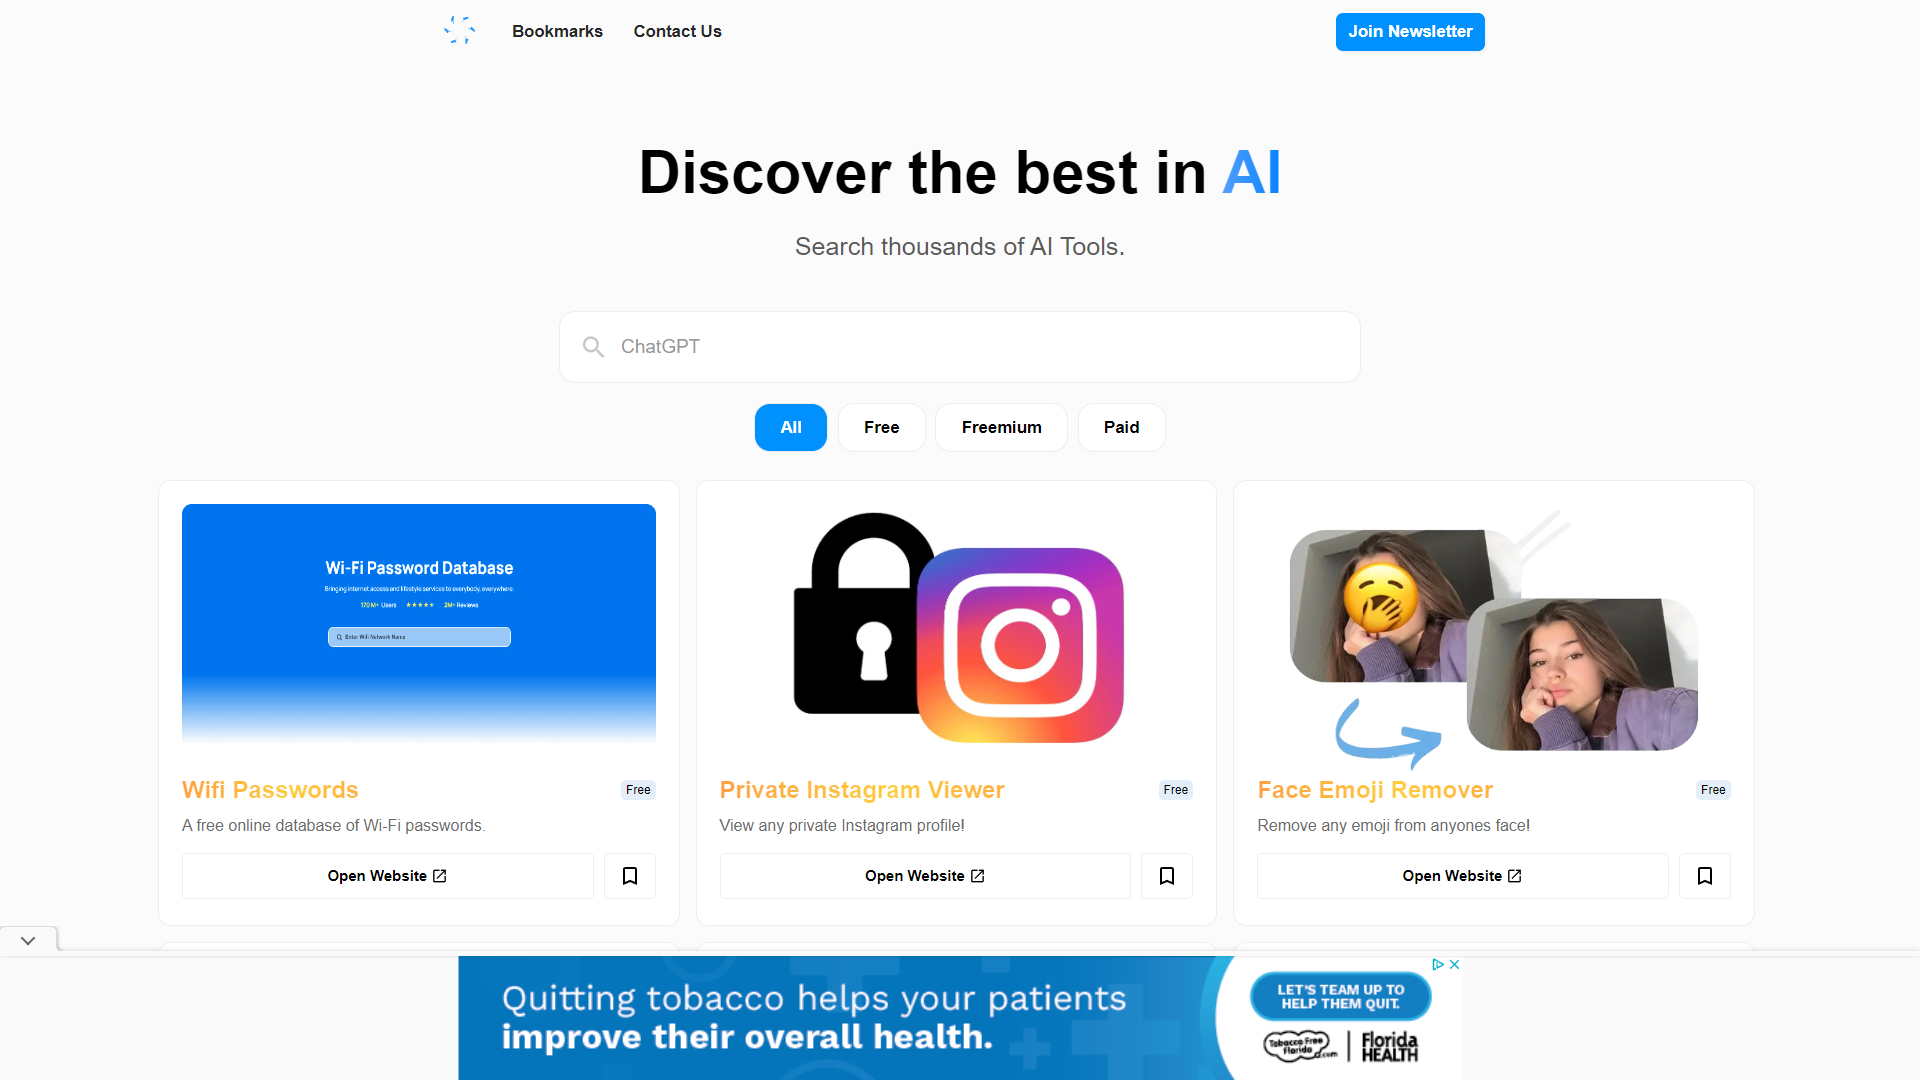 Bookmarks
Contact Us
Join Newsletter
Discover the best in AI
Search thousands of AI Tools.
ChatGPT
All
Free
Freemium
Paid
Wi-Fi Password Database
Bringing internet access and lifestyle services to everybody, everywhere.
170 M+ Users ★★★★★ 2M+ Reviews
Enter Wifi Network Name
Wifi Passwords
Free
A free online database of Wi-Fi passwords.
Open Website
Private Instagram Viewer
Free
View any private Instagram profile!
Open Website
Face Emoji Remover
Free
Remove any emoji from anyones face!
Open Website
Quitting tobacco helps your patients
improve their overall health.
LET'S TEAM UP TO
HELP THEM QUIT.
Tobacco Free
Florida.com
Florida
HEALTH